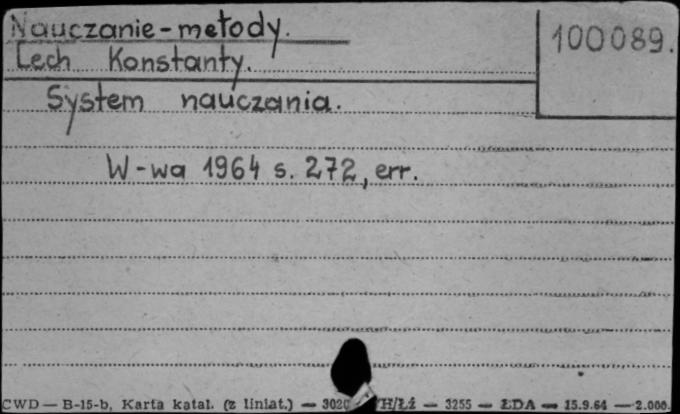 Nauczanie-metody.
100089.
Lech Konstanty.
System nauczania.
W-wa 1964 s. 272, err.
CWD — B-15-b, Karta katal. (z liniat.) — 3020 /H/Łź — 3255 — ŁDA — 15.9.64 — 2.000.